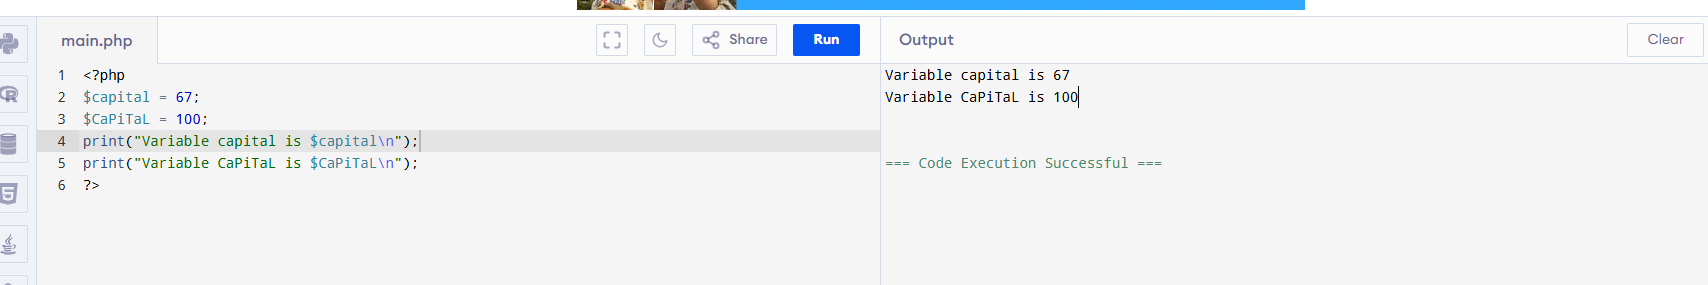 main.php
Share
Run
1 <?php
2 $capital = 67;
3 $CaPiTaL = 100;
4 print("Variable capital is $capital\n");
5 print("Variable CaPiTaL is $CaPiTaL\n");
6 ?>
Output
Clear
Variable capital is 67
Variable CaPiTaL is 100
=== Code Execution Successful ===